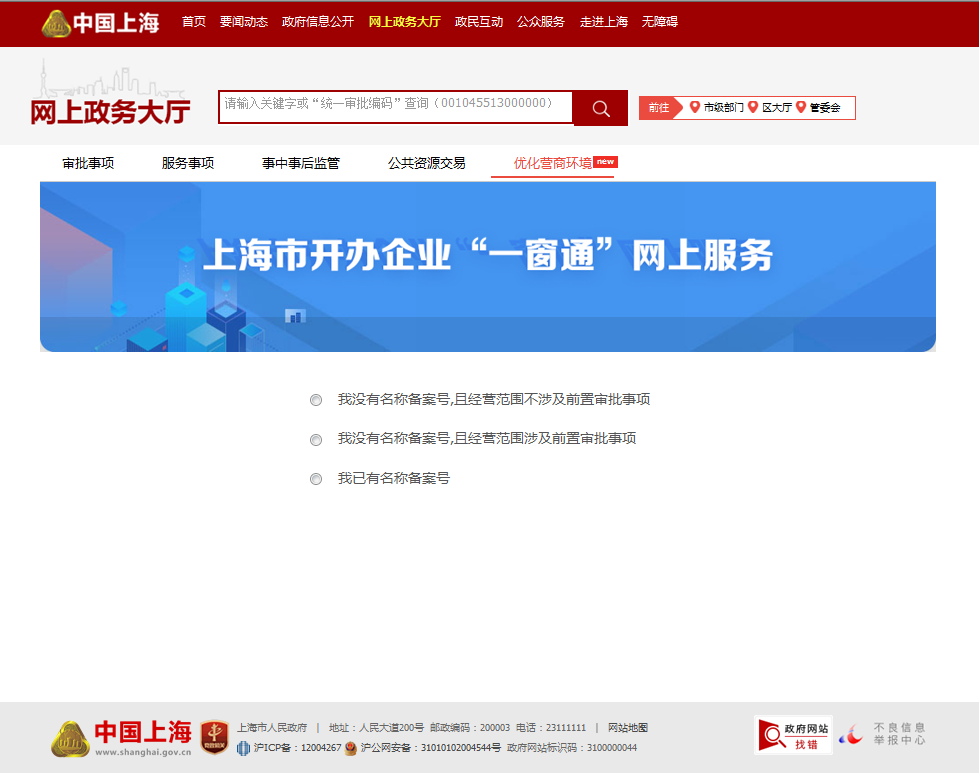 中国上海 首页 要闻动态 政府信息公开 网上政务大厅 政民互动 公众服务 走进上海 无障碍
网上政务大厅
请输入关键字或“统一审批编码”查询（001045513000000）
前往 市级部门 区大厅 管委会
审批事项 服务事项 事中事后监管 公共资源交易 优化营商环境 new
上海市开办企业“一窗通”网上服务
我没有名称备案号,且经营范围不涉及前置审批事项
我没有名称备案号,且经营范围涉及前置审批事项
我已有名称备案号
中国上海
www.shanghai.gov.cn
党政机关
上海市人民政府 | 地址：人民大道200号 邮政编码：200003 电话：23111111 | 网站地图
沪ICP备：12004267 沪公网安备：31010102004544号 政府网站标识码：3100000044
政府网站
找错
不良信息
举报中心